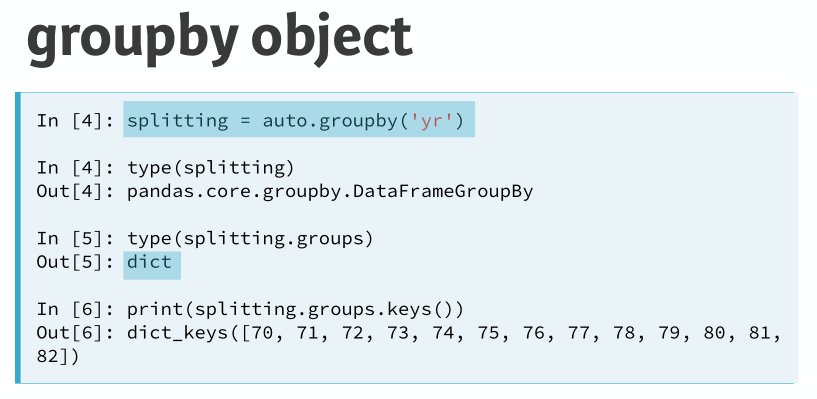 groupby object
In [4]: splitting = auto.groupby('yr')
In [4]: type(splitting)
Out[4]: pandas.core.groupby.DataFrameGroupBy
In [5]: type(splitting.groups)
Out[5]: dict
In [6]: print(splitting.groups.keys())
Out[6]: dict_keys([70, 71, 72, 73, 74, 75, 76, 77, 78, 79, 80, 81,
82])